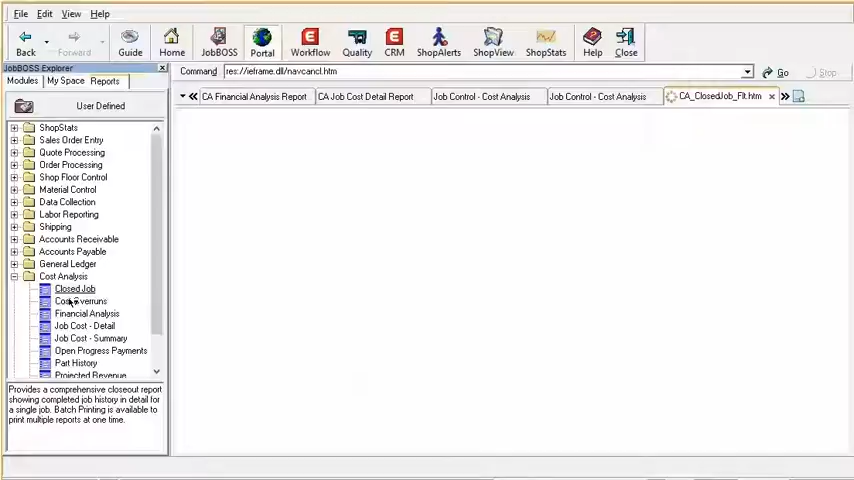 File Edit View Help
Back Forward Guide Home JobBOSS Portal Workflow Quality CRM ShopAlerts ShopView ShopStats Help Close
JobBOSS Explorer
Command res://ieframe.dll/navcancl.htm Go Stop
Modules My Space Reports
CA Financial Analysis Report CA Job Cost Detail Report Job Control - Cost Analysis Job Control - Cost Analysis CA_ClosedJob_Flt.htm
User Defined
ShopStats
Sales Order Entry
Quote Processing
Order Processing
Shop Floor Control
Material Control
Data Collection
Labor Reporting
Shipping
Accounts Receivable
Accounts Payable
General Ledger
Cost Analysis
Closed Job
Cost Overruns
Financial Analysis
Job Cost - Detail
Job Cost - Summary
Open Progress Payments
Part History
Projected Revenue
Provides a comprehensive closeout report
showing completed job history in detail for
a single job. Batch Printing is available to
print multiple reports at one time.